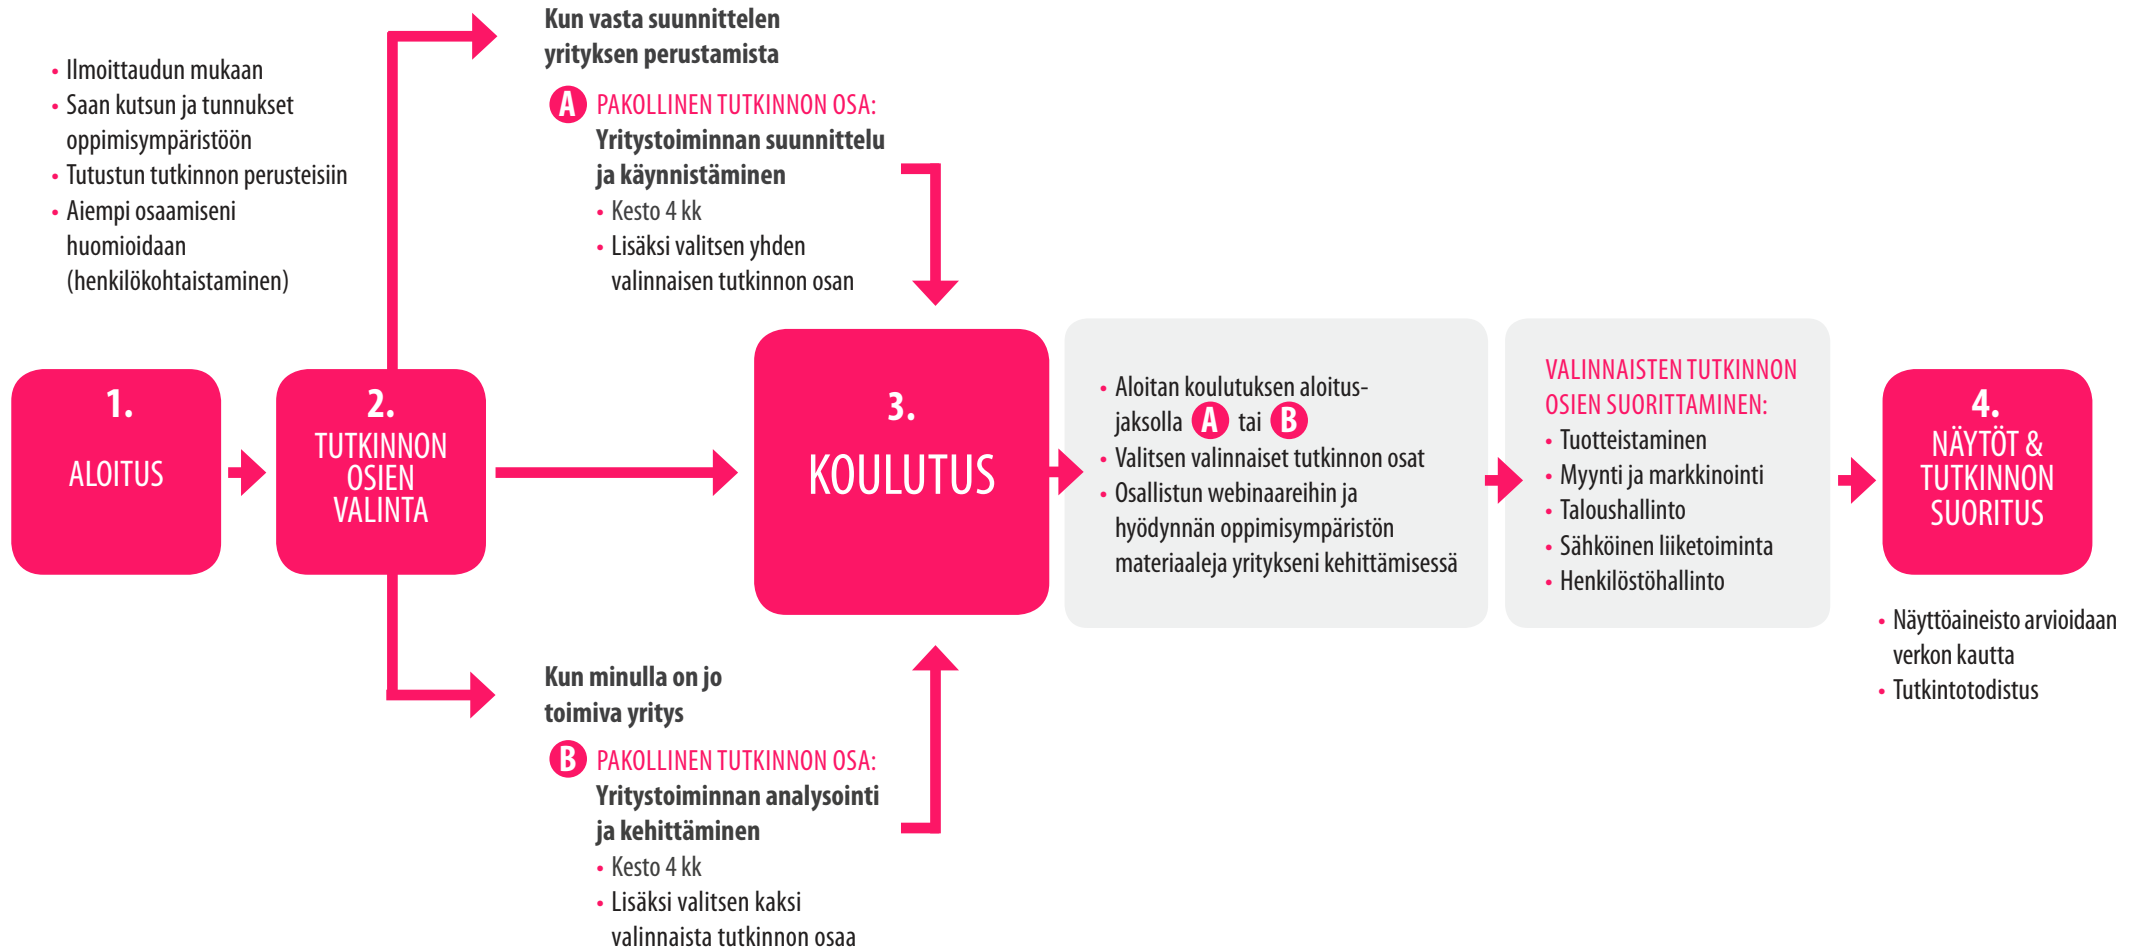 • Ilmoittaudun mukaan
• Saan kutsun ja tunnukset
oppimisympäristöön
• Tutustun tutkinnon perusteisiin
• Aiempi osaamiseni
huomioidaan
(henkilökohtaistaminen)
1.
ALOITUS
2.
TUTKINNON
OSIEN
VALINTA
Kun vasta suunnittelen
yrityksen perustamista
A PAKOLLINEN TUTKINNON OSA:
Yritystoiminnan suunnittelu
ja käynnistäminen
• Kesto 4 kk
• Lisäksi valitsen yhden
valinnaisen tutkinnon osan
Kun minulla on jo
toimiva yritys
B PAKOLLINEN TUTKINNON OSA:
Yritystoiminnan analysointi
ja kehittäminen
• Kesto 4 kk
• Lisäksi valitsen kaksi
valinnaista tutkinnon osaa
3.
KOULUTUS
• Aloitan koulutuksen aloitus-
jaksolla A tai B
• Valitsen valinnaiset tutkinnon osat
• Osallistun webinaareihin ja
hyödynnän oppimisympäristön
materiaaleja yritykseni kehittämisessä
VALINNAISTEN TUTKINNON
OSIEN SUORITTAMINEN:
• Tuotteistaminen
• Myynti ja markkinointi
• Taloushallinto
• Sähköinen liiketoiminta
• Henkilöstöhallinto
4.
NÄYTÖT &
TUTKINNON
SUORITUS
• Näyttöaineisto arvioidaan
verkon kautta
• Tutkintotodistus